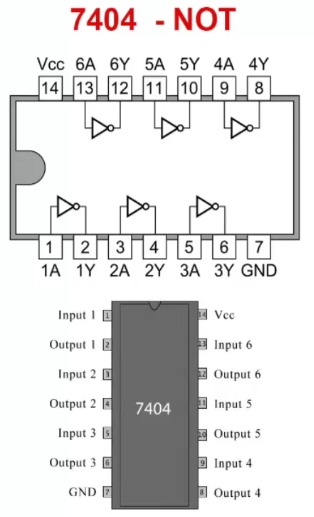 7404 - NOT
Vcc 6A 6Y 5A 5Y 4A 4Y
14 13 12 11 10 9 8
1 2 3 4 5 6 7
1A 1Y 2A 2Y 3A 3Y GND
Input 1 1 14 Vcc
Output 1 2 13 Input 6
Input 2 3 12 Output 6
Output 2 4 7404 11 Input 5
Input 3 5 10 Output 5
Output 3 6 9 Input 4
GND 7 8 Output 4